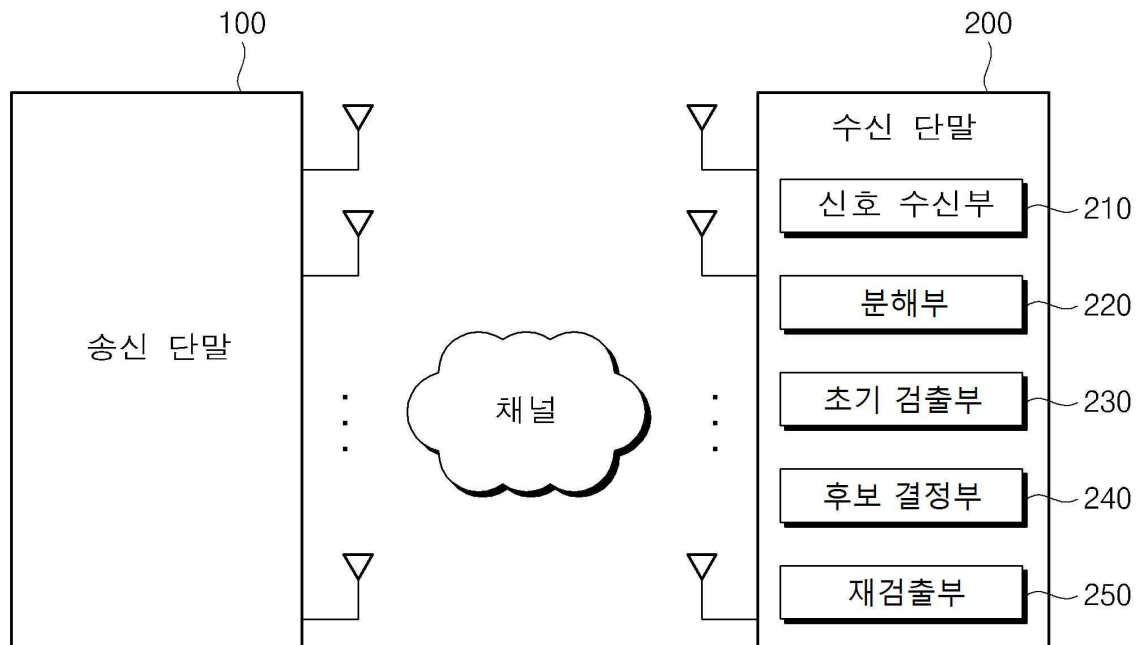 100
200
송신 단말
채널
수신 단말
신호 수신부
210
분해부
220
초기 검출부
230
후보 결정부
240
재검출부
250